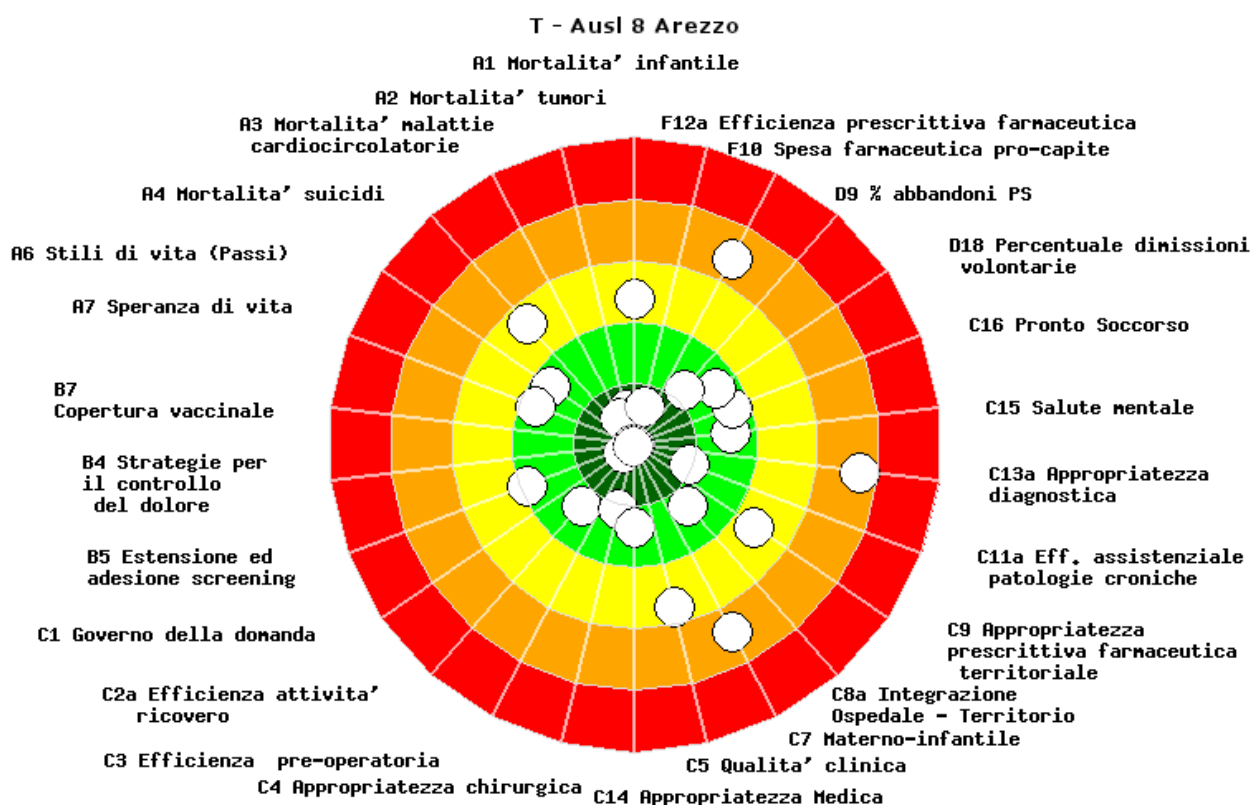 T - Ausl 8 Arezzo
A1 Mortalita' infantile
A2 Mortalita' tumori
A3 Mortalita' malattie
cardiocircolatorie
A4 Mortalita' suicidi
A6 Stili di vita (Passi)
A7 Speranza di vita
B7
Copertura vaccinale
B4 Strategie per
il controllo
del dolore
B5 Estensione ed
adesione screening
C1 Governo della domanda
C2a Efficienza attivita'
ricovero
C3 Efficienza pre-operatoria
C4 Appropriatezza chirurgica
C14 Appropriatezza Medica
C5 Qualita' clinica
C7 Materno-infantile
C8a Integrazione
Ospedale - Territorio
C9 Appropriatezza
prescrittiva farmaceutica
territoriale
C11a Eff. assistenziale
patologie croniche
C13a Appropriatezza
diagnostica
C15 Salute mentale
C16 Pronto Soccorso
D18 Percentuale dimissioni
volontarie
D9 % abbandoni PS
F10 Spesa farmaceutica pro-capite
F12a Efficienza prescrittiva farmaceutica